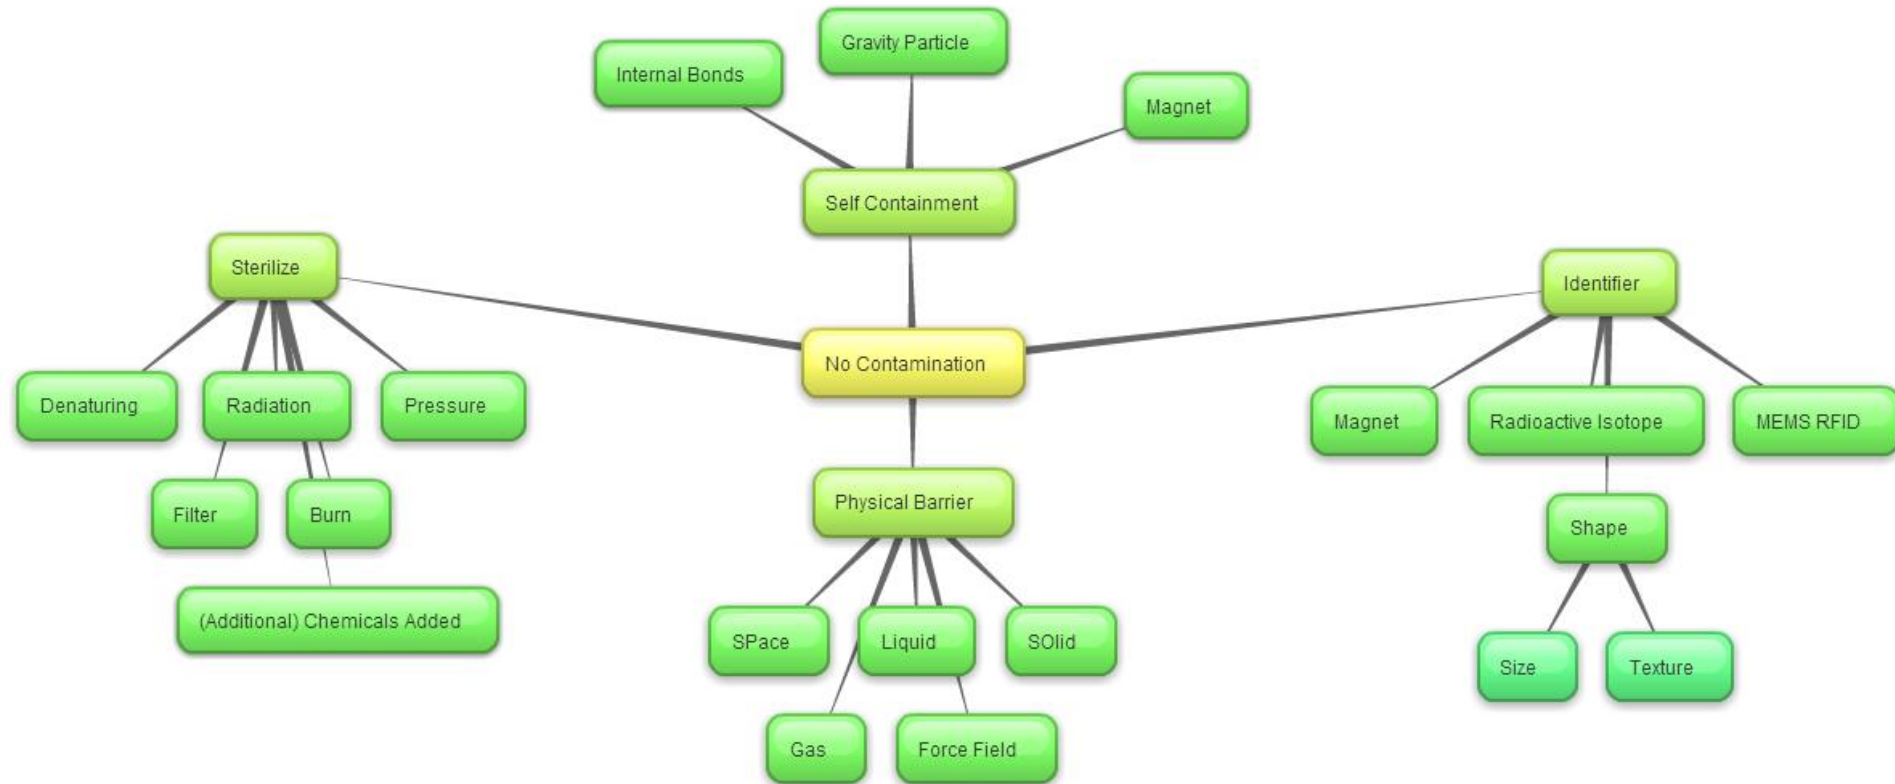 Gravity Particle
Internal Bonds
Magnet
Self Containment
Sterilize
Identifier
No Contamination
Denaturing
Radiation
Pressure
Magnet
Radioactive Isotope
MEMS RFID
Filter
Burn
Physical Barrier
Shape
(Additional) Chemicals Added
SPace
Liquid
SOlid
Size
Texture
Gas
Force Field